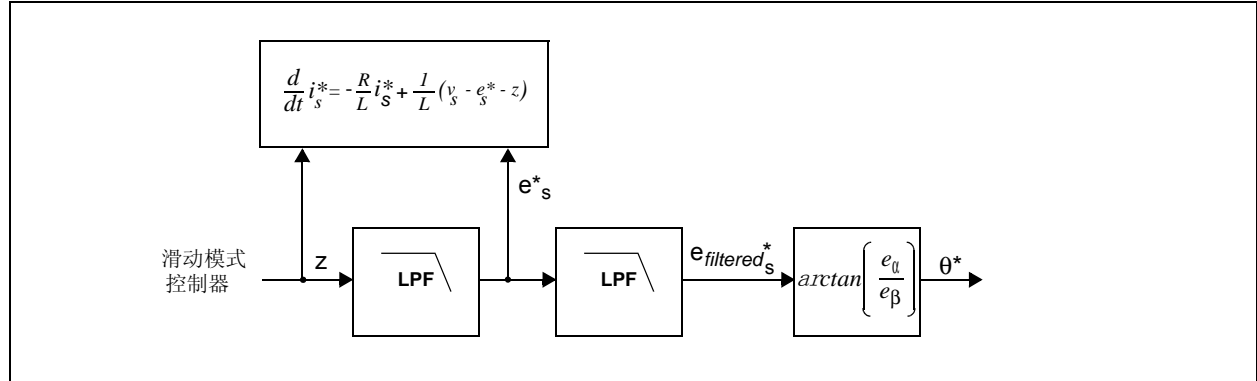 d/dt i*s = -R/L i*s + 1/L (vs - e*s - z)
e*s
滑动模式
控制器
z
LPF
LPF
efiltered*s
arctan(eα/eβ)
θ*